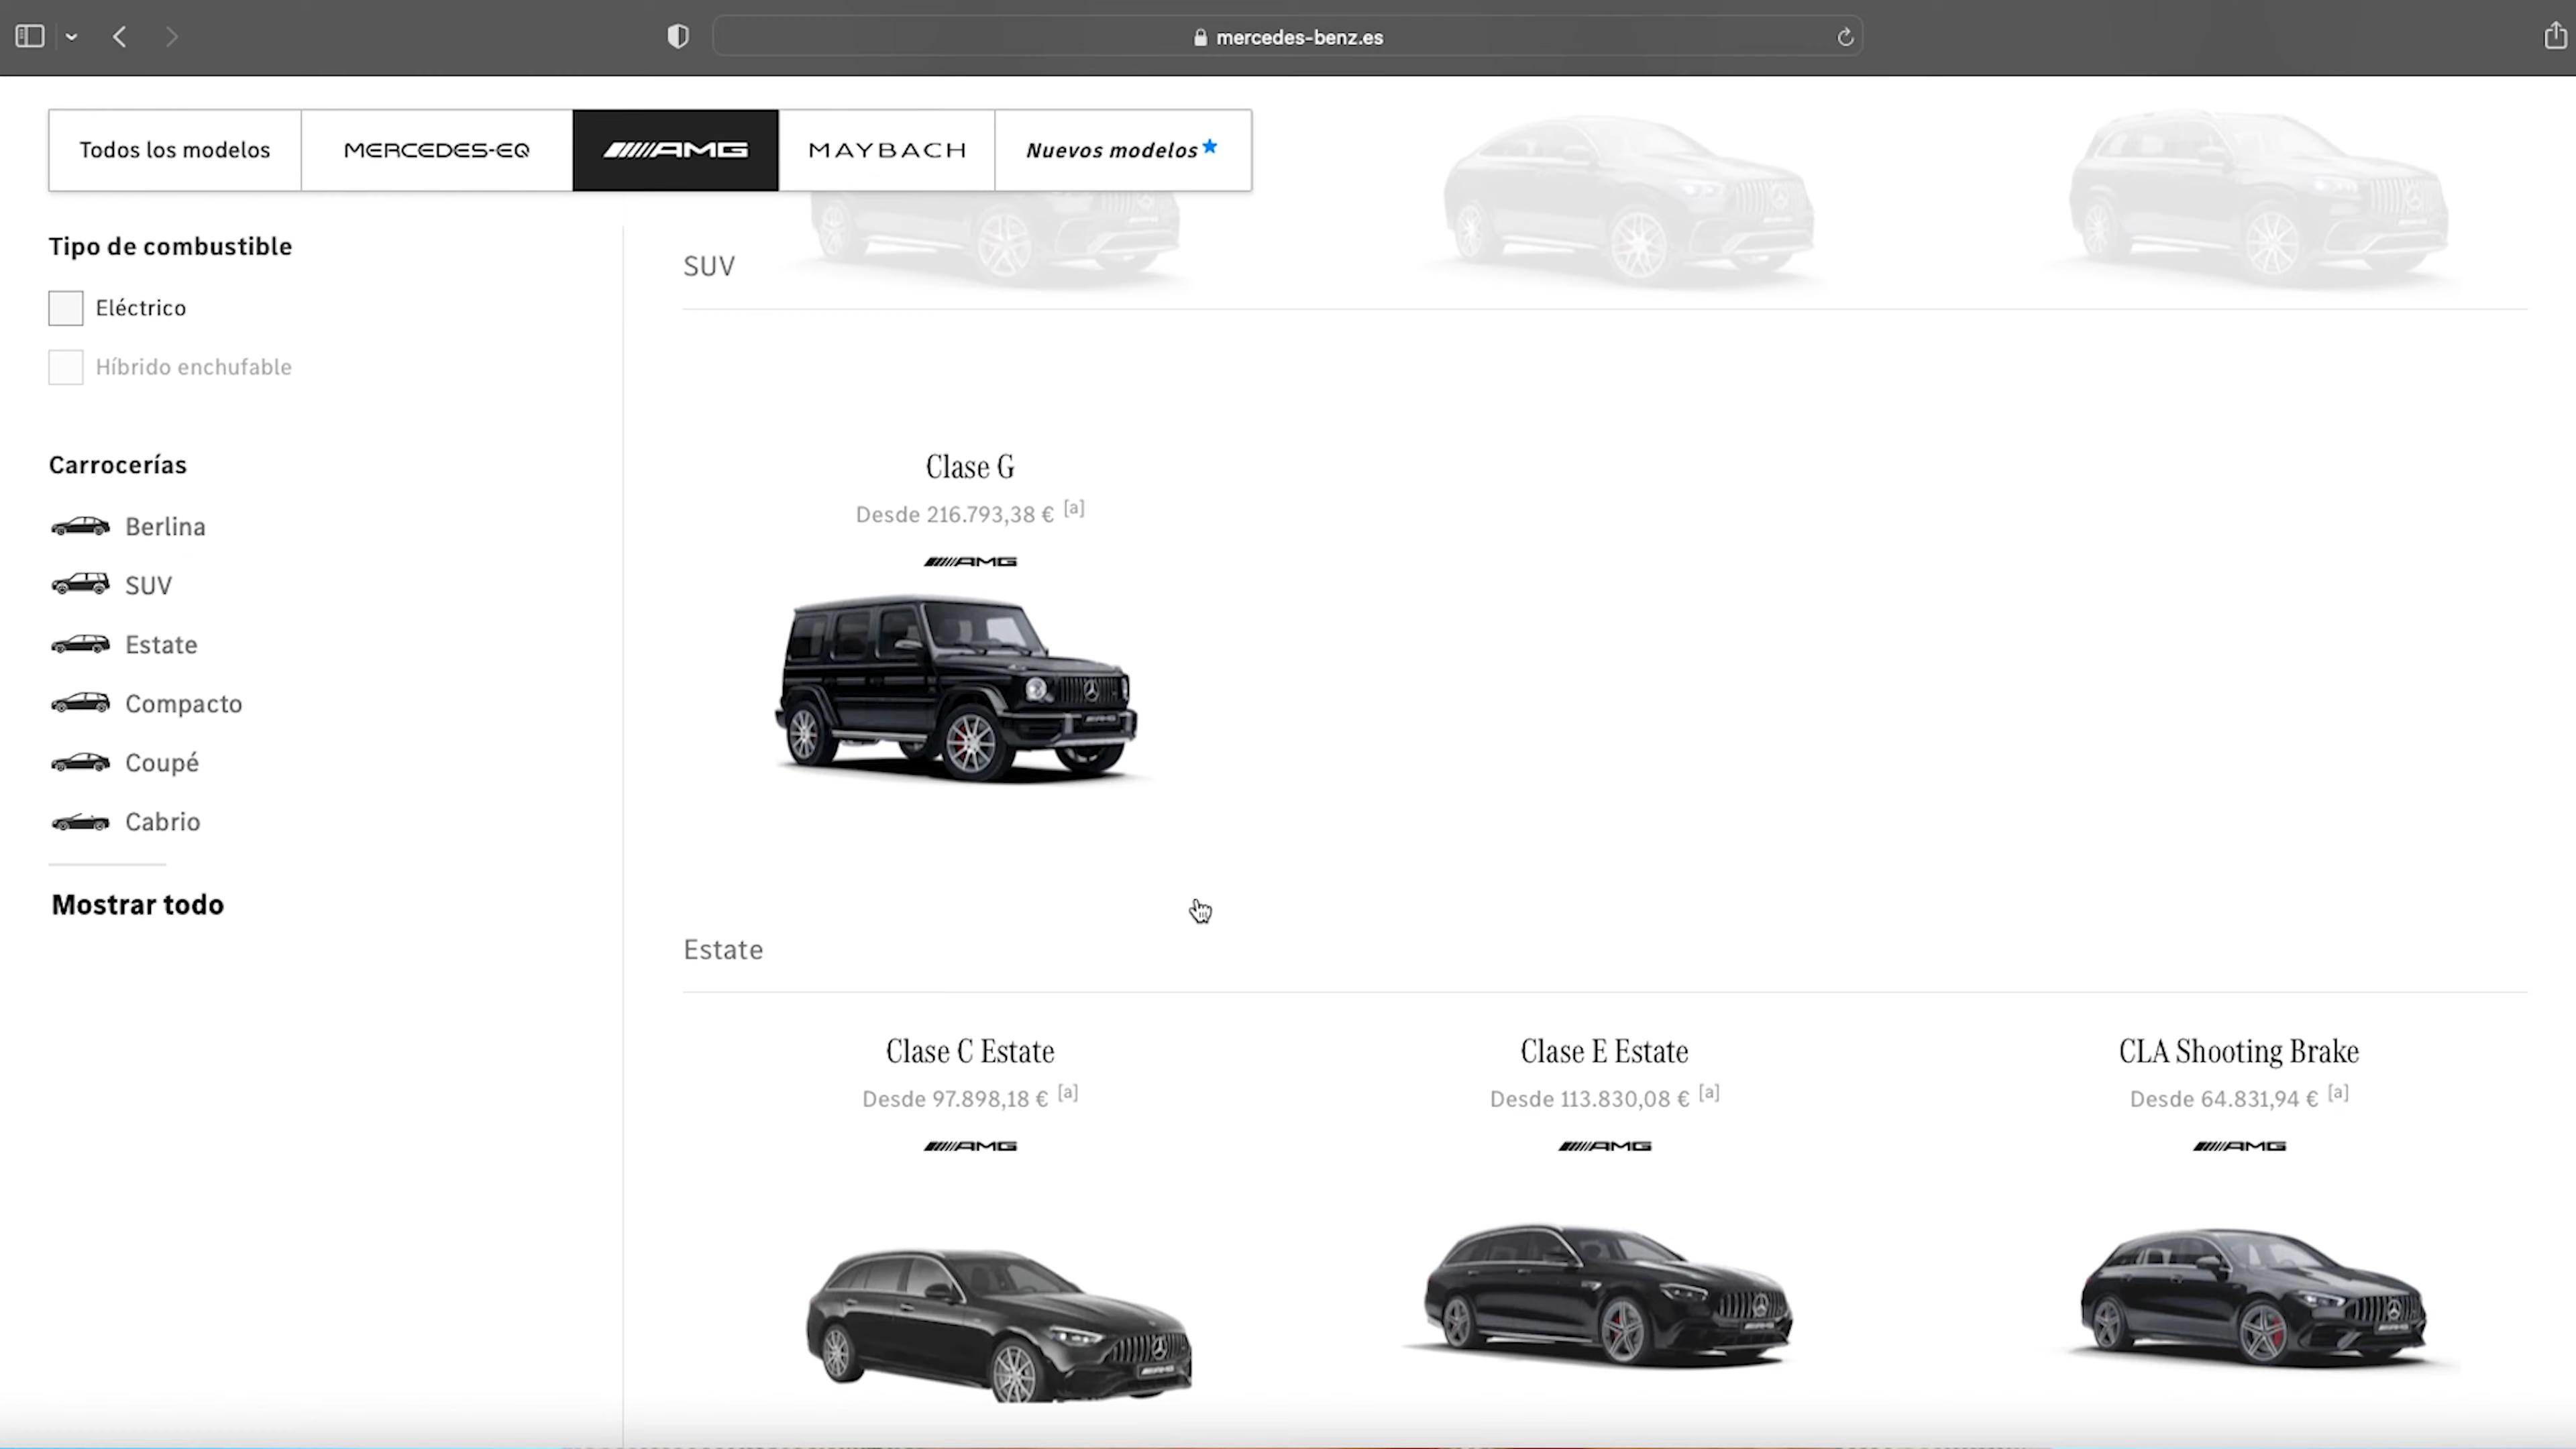 mercedes-benz.es
Todos los modelos
MERCEDES-EQ
AMG
MAYBACH
Nuevos modelos
Tipo de combustible
Eléctrico
Híbrido enchufable
Carrocerías
Berlina
SUV
Estate
Compacto
Coupé
Cabrio
Mostrar todo
SUV
Clase G
Desde 216.793,38 € [a]
AMG
Estate
Clase C Estate
Desde 97.898,18 € [a]
AMG
Clase E Estate
Desde 113.830,08 € [a]
AMG
CLA Shooting Brake
Desde 64.831,94 € [a]
AMG